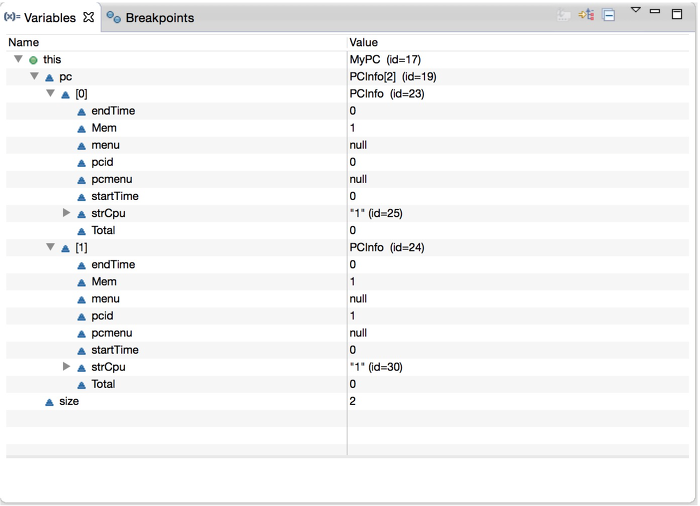 (x)= Variables Breakpoints
Name Value
this MyPC (id=17)
pc PCInfo[2] (id=19)
[0] PCInfo (id=23)
endTime 0
Mem 1
menu null
pcid 0
pcmenu null
startTime 0
strCpu "1" (id=25)
Total 0
[1] PCInfo (id=24)
endTime 0
Mem 1
menu null
pcid 1
pcmenu null
startTime 0
strCpu "1" (id=30)
Total 0
size 2